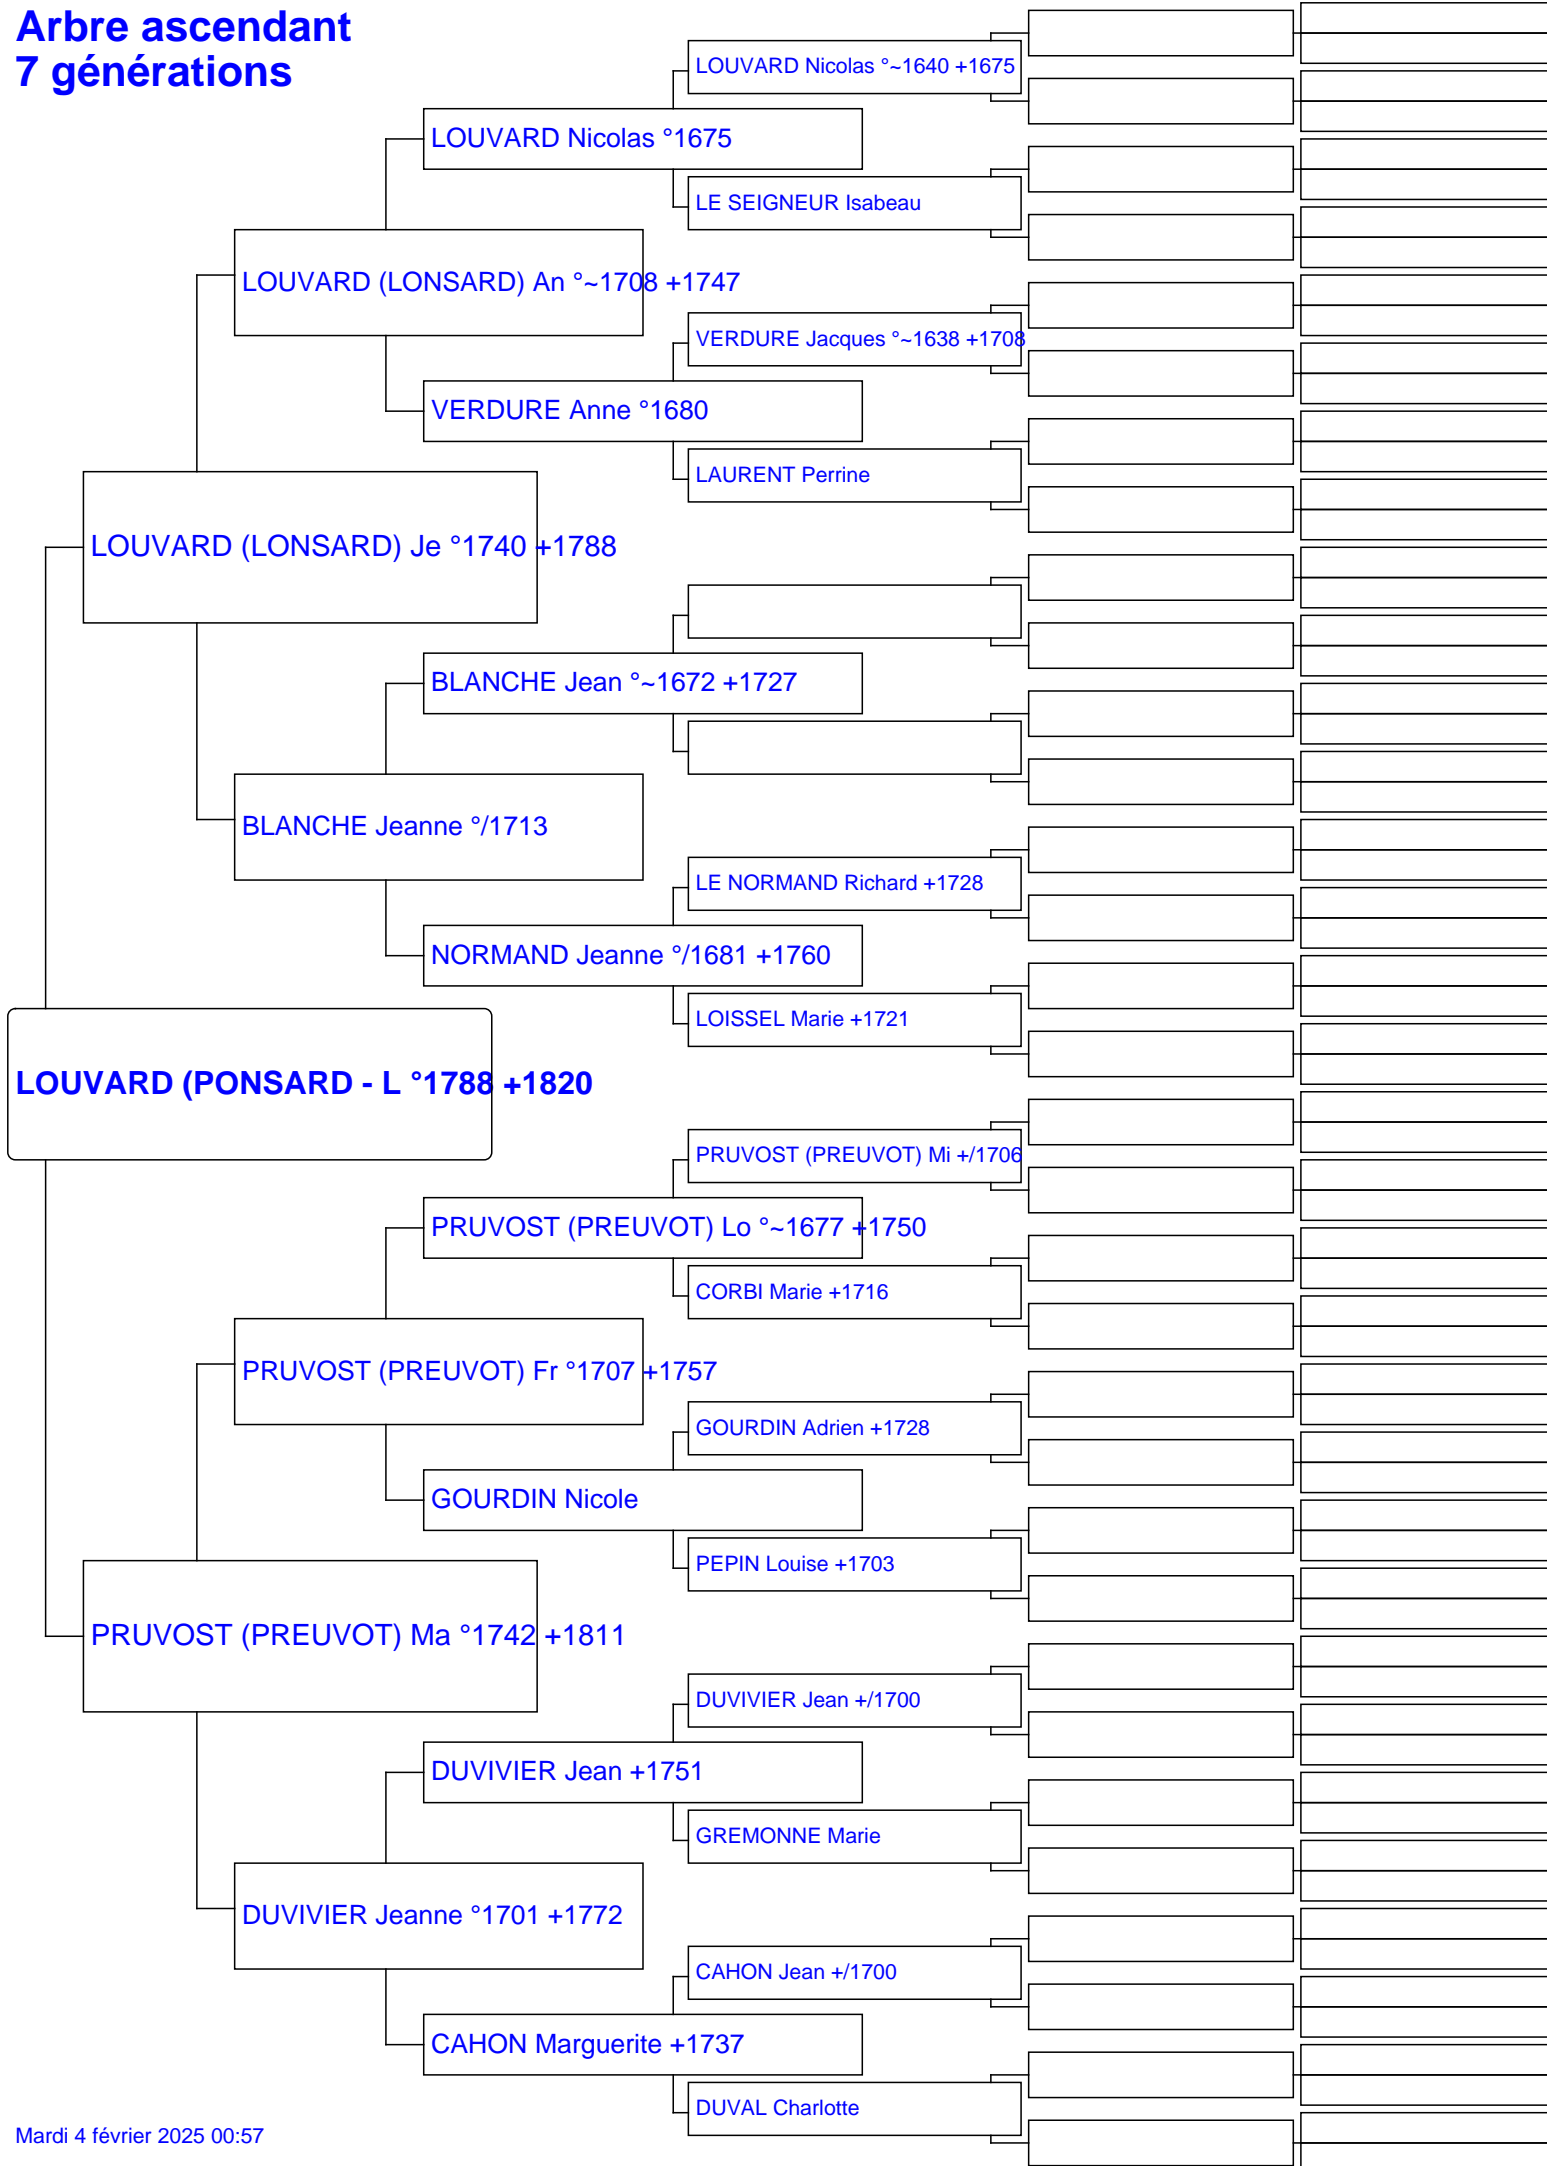 Arbre ascendant
7 générations
LOUVARD Nicolas °~1640 +1675
LOUVARD Nicolas °1675
LE SEIGNEUR Isabeau
LOUVARD (LONSARD) An °~1708 +1747
VERDURE Jacques °~1638 +1708
VERDURE Anne °1680
LAURENT Perrine
LOUVARD (LONSARD) Je °1740 +1788
BLANCHE Jean °~1672 +1727
BLANCHE Jeanne °/1713
LE NORMAND Richard +1728
NORMAND Jeanne °/1681 +1760
LOISSEL Marie +1721
LOUVARD (PONSARD - L °1788 +1820
PRUVOST (PREUVOT) Mi +/1706
PRUVOST (PREUVOT) Lo °~1677 +1750
CORBI Marie +1716
PRUVOST (PREUVOT) Fr °1707 +1757
GOURDIN Adrien +1728
GOURDIN Nicole
PEPIN Louise +1703
PRUVOST (PREUVOT) Ma °1742 +1811
DUVIVIER Jean +/1700
DUVIVIER Jean +1751
GREMONNE Marie
DUVIVIER Jeanne °1701 +1772
CAHON Jean +/1700
CAHON Marguerite +1737
DUVAL Charlotte
Mardi 4 février 2025 00:57